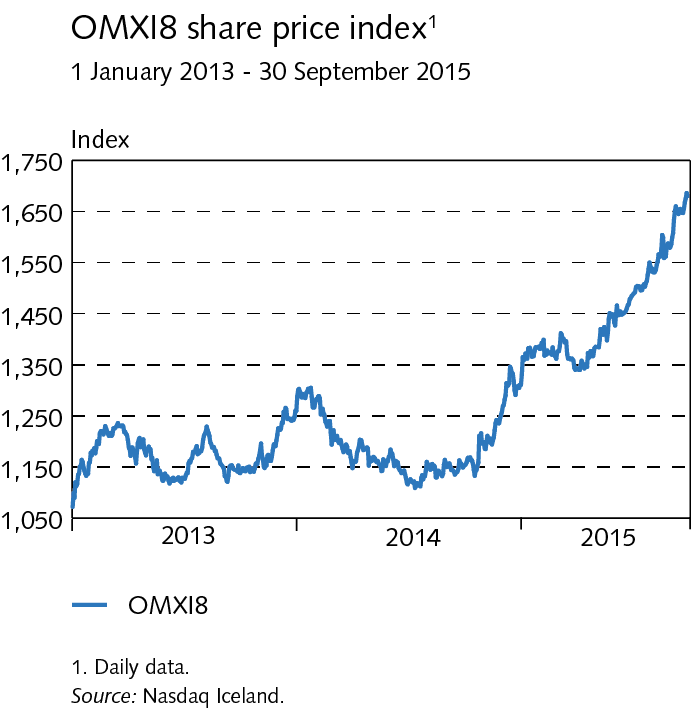 OMXI8 share price index¹
1 January 2013 - 30 September 2015
Index
1,750
1,650
1,550
1,450
1,350
1,250
1,150
1,050
2013 2014 2015
OMXI8
1. Daily data.
Source: Nasdaq Iceland.